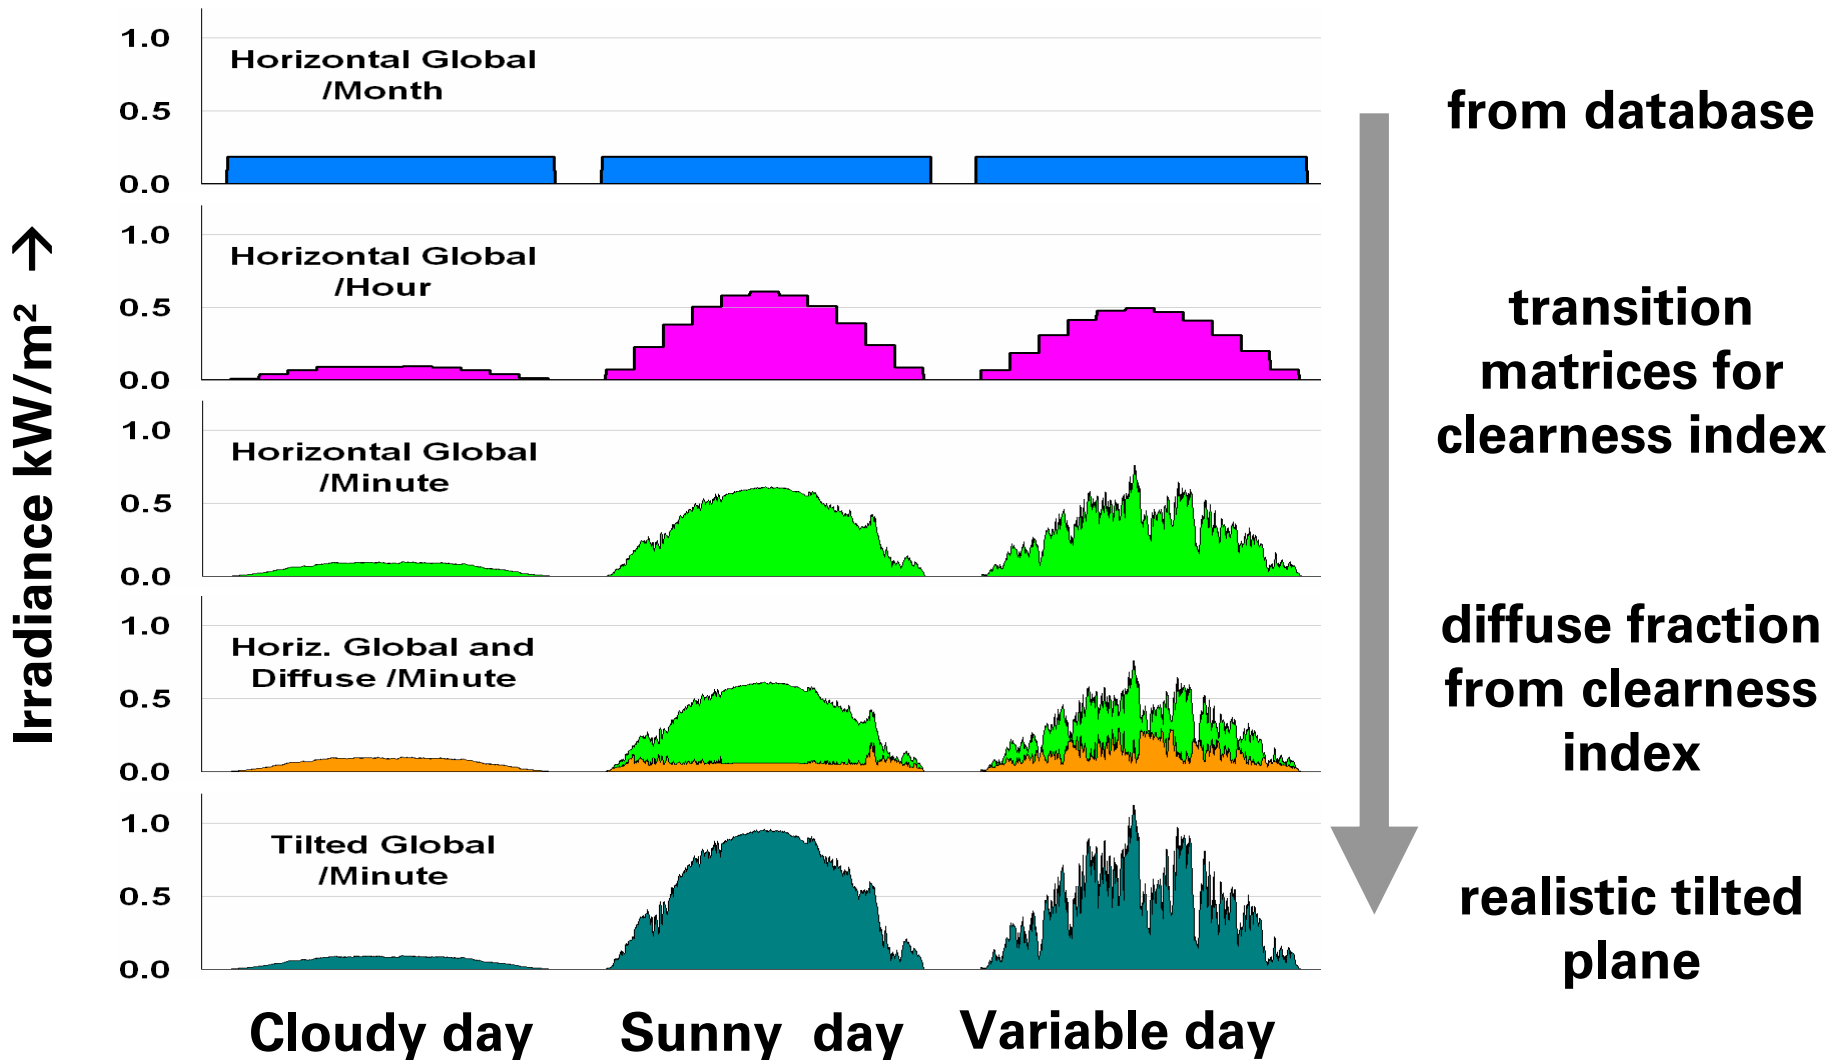 Irradiance kW/m² →
1.0
0.5
0.0
Horizontal Global
/Month
from database
1.0
0.5
0.0
Horizontal Global
/Hour
transition
matrices for
clearness index
1.0
0.5
0.0
Horizontal Global
/Minute
1.0
0.5
0.0
Horiz. Global and
Diffuse /Minute
diffuse fraction
from clearness
index
1.0
0.5
0.0
Tilted Global
/Minute
realistic tilted
plane
Cloudy day
Sunny day
Variable day